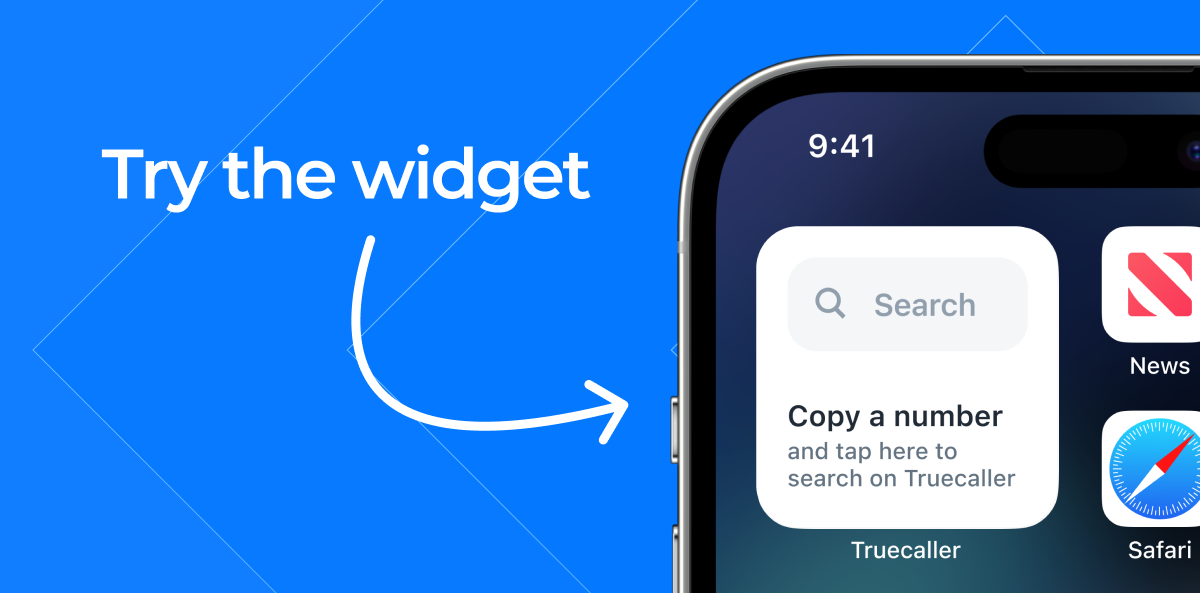 Try the widget
9:41
Search
Copy a number
and tap here to
search on Truecaller
Truecaller
News
Safari